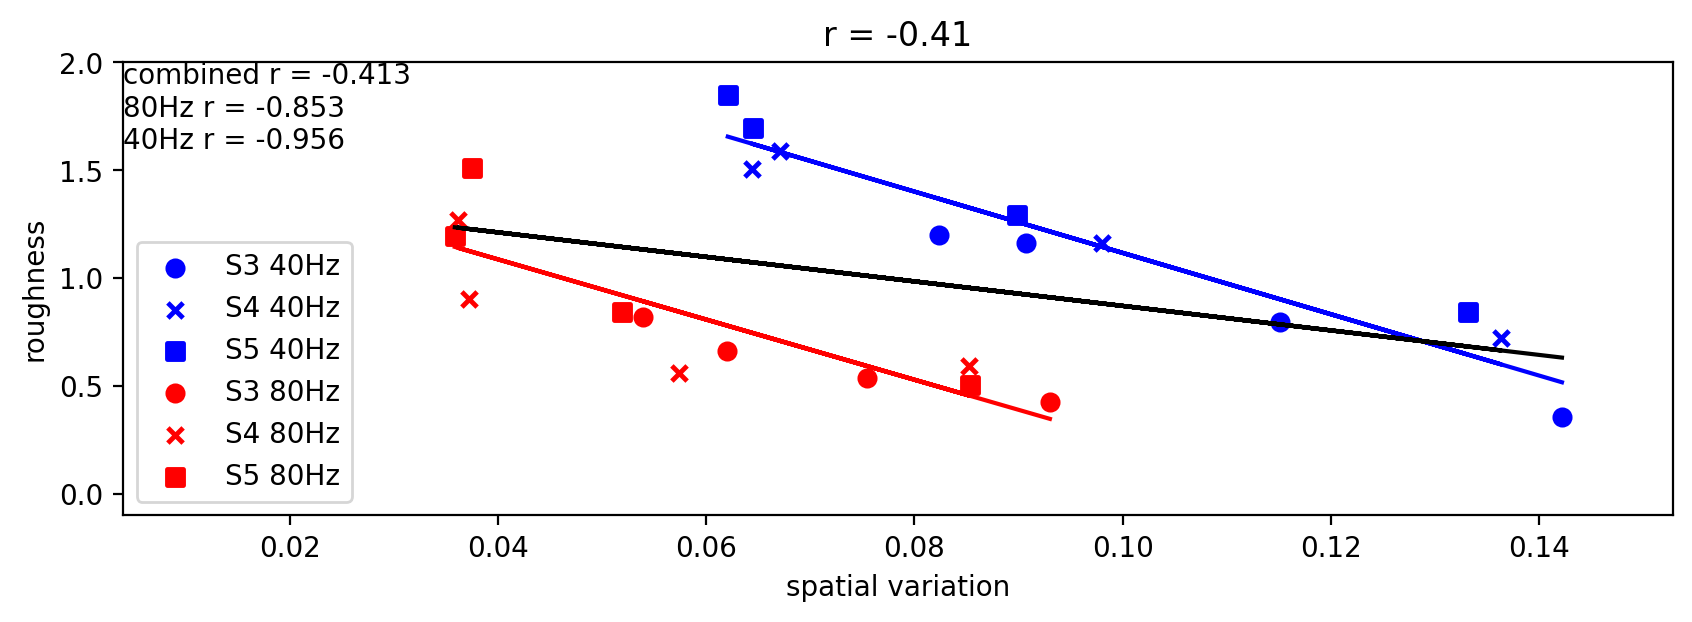 r = -0.41
combined r = -0.413
80Hz r = -0.853
40Hz r = -0.956
2.0
1.5
1.0
0.5
0.0
roughness
S3 40Hz
S4 40Hz
S5 40Hz
S3 80Hz
S4 80Hz
S5 80Hz
0.02 0.04 0.06 0.08 0.10 0.12 0.14
spatial variation